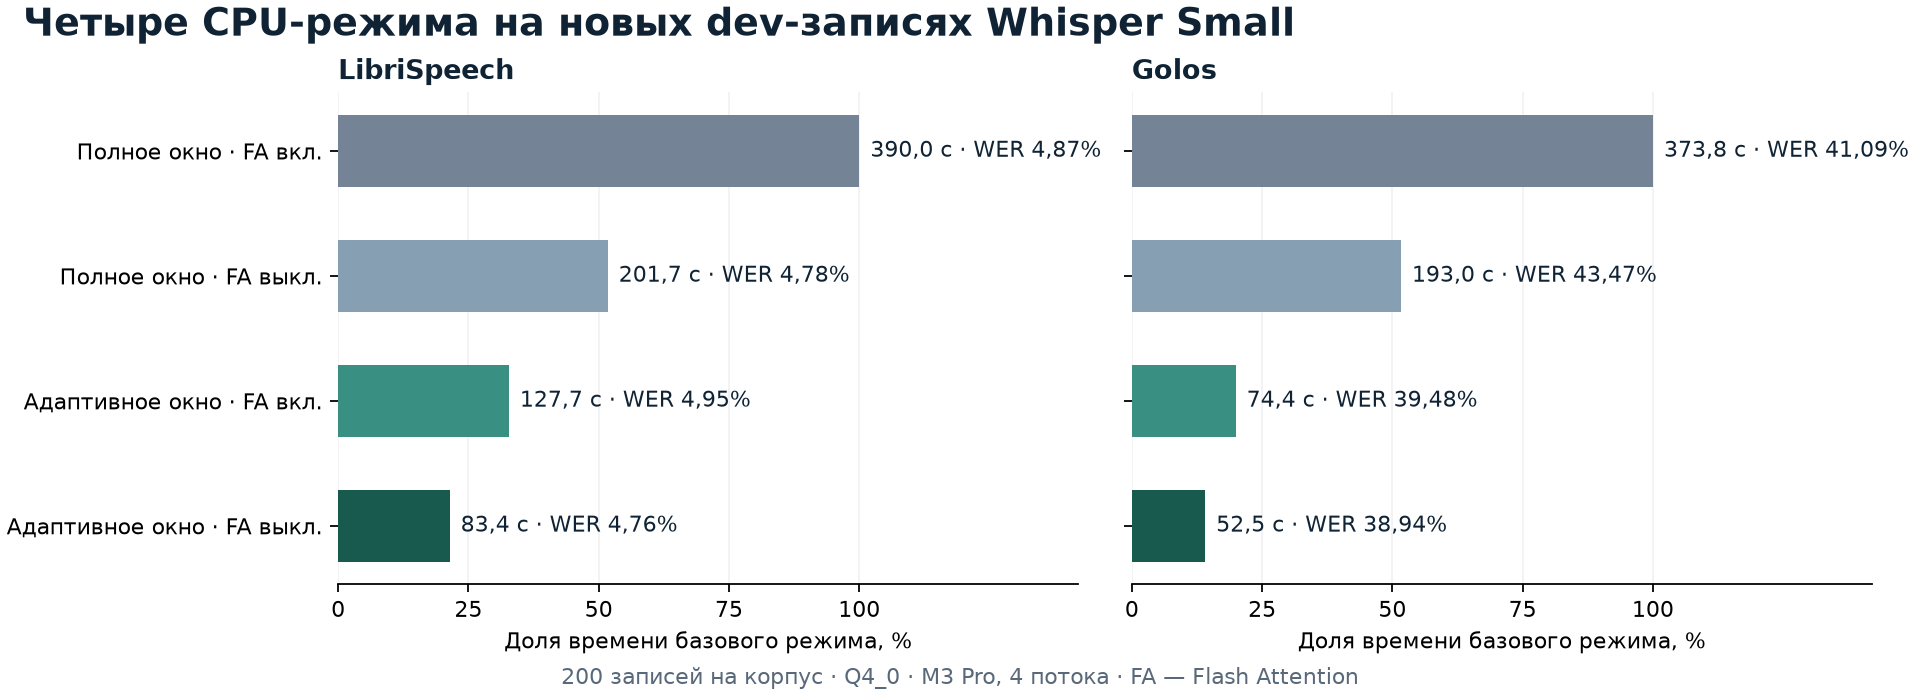 Четыре CPU-режима на новых dev-записях Whisper Small
LibriSpeech
Полное окно · FA вкл.
390,0 с · WER 4,87%
Полное окно · FA выкл.
201,7 с · WER 4,78%
Адаптивное окно · FA вкл.
127,7 с · WER 4,95%
Адаптивное окно · FA выкл.
83,4 с · WER 4,76%
0 25 50 75 100
Доля времени базового режима, %
Golos
373,8 с · WER 41,09%
193,0 с · WER 43,47%
74,4 с · WER 39,48%
52,5 с · WER 38,94%
0 25 50 75 100
Доля времени базового режима, %
200 записей на корпус · Q4_0 · M3 Pro, 4 потока · FA — Flash Attention